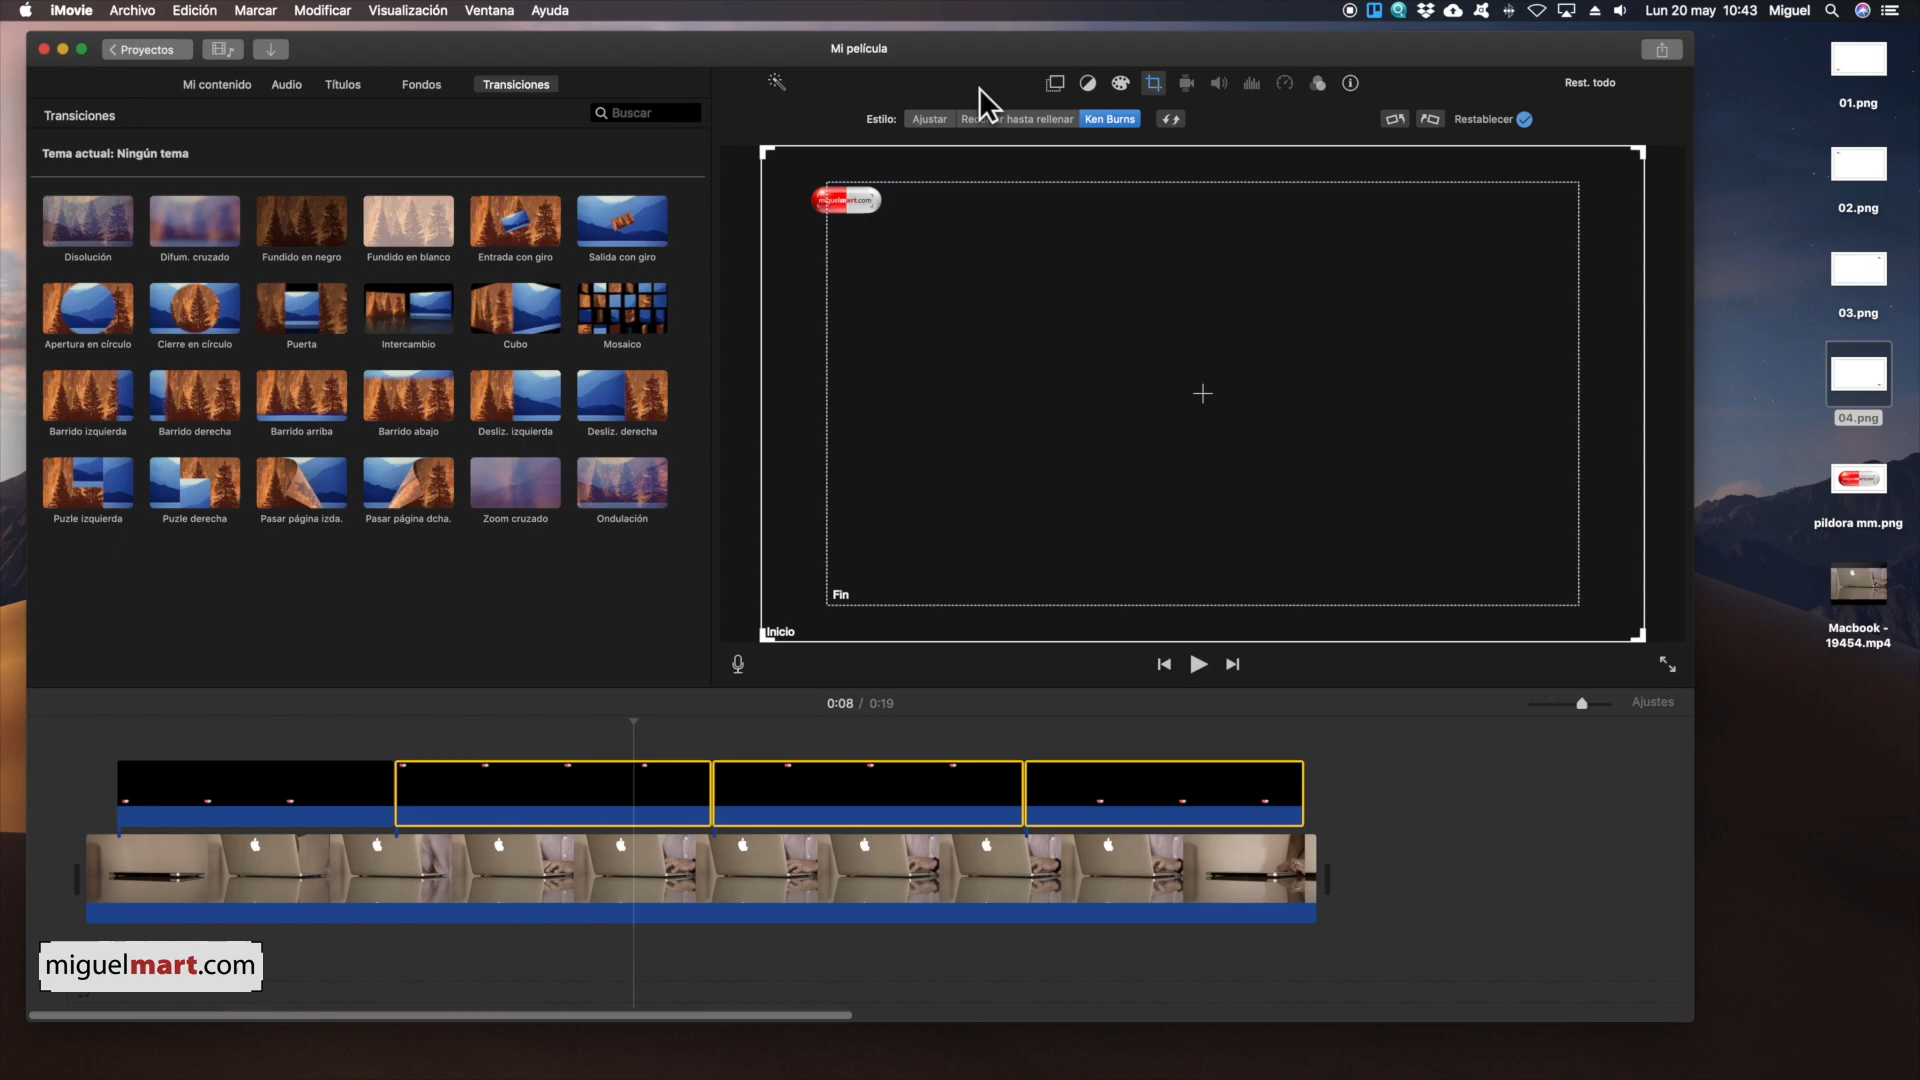 iMovie Archivo Edición Marcar Modificar Visualización Ventana Ayuda
Lun 20 may 10:43 Miguel
Proyectos
Mi película
Mi contenido Audio Títulos Fondos Transiciones
Rest. todo
Transiciones
Buscar
Estilo: Ajustar hasta rellenar Ken Burns
Restablecer
Tema actual: Ningún tema
Disolución Difum. cruzado Fundido en negro Fundido en blanco Entrada con giro Salida con giro
Apertura en círculo Cierre en círculo Puerta Intercambio Cubo Mosaico
Barrido izquierda Barrido derecha Barrido arriba Barrido abajo Desliz. izquierda Desliz. derecha
Puzle izquierda Puzle derecha Pasar página izda. Pasar página dcha. Zoom cruzado Ondulación
miguelmart.com
Fin
Inicio
0:08 / 0:19
Ajustes
miguelmart.com
01.png
02.png
03.png
04.png
pildora mm.png
Macbook -
19454.mp4